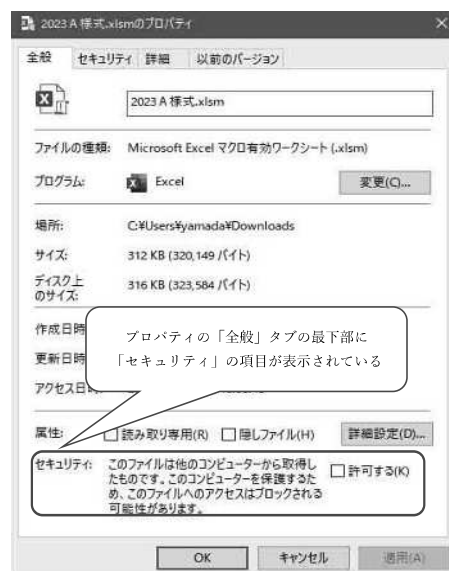 2023 A 様式.xlsmのプロパティ
全般 セキュリティ 詳細 以前のバージョン
2023 A 様式.xlsm
ファイルの種類: Microsoft Excel マクロ有効ワークシート (.xlsm)
プログラム: Excel 変更(C)...
場所: C:¥Users¥yamada¥Downloads
サイズ: 312 KB (320,149 バイト)
ディスク上
のサイズ: 316 KB (323,584 バイト)
作成日時
プロパティの「全般」タブの最下部に
「セキュリティ」の項目が表示されている
更新日時
アクセス日時
属性: 読み取り専用(R) 隠しファイル(H) 詳細設定(D)...
セキュリティ: このファイルは他のコンピューターから取得し
たものです。このコンピューターを保護するた
め、このファイルへのアクセスはブロックされる
可能性があります。
許可する(K)
OK キャンセル 適用(A)